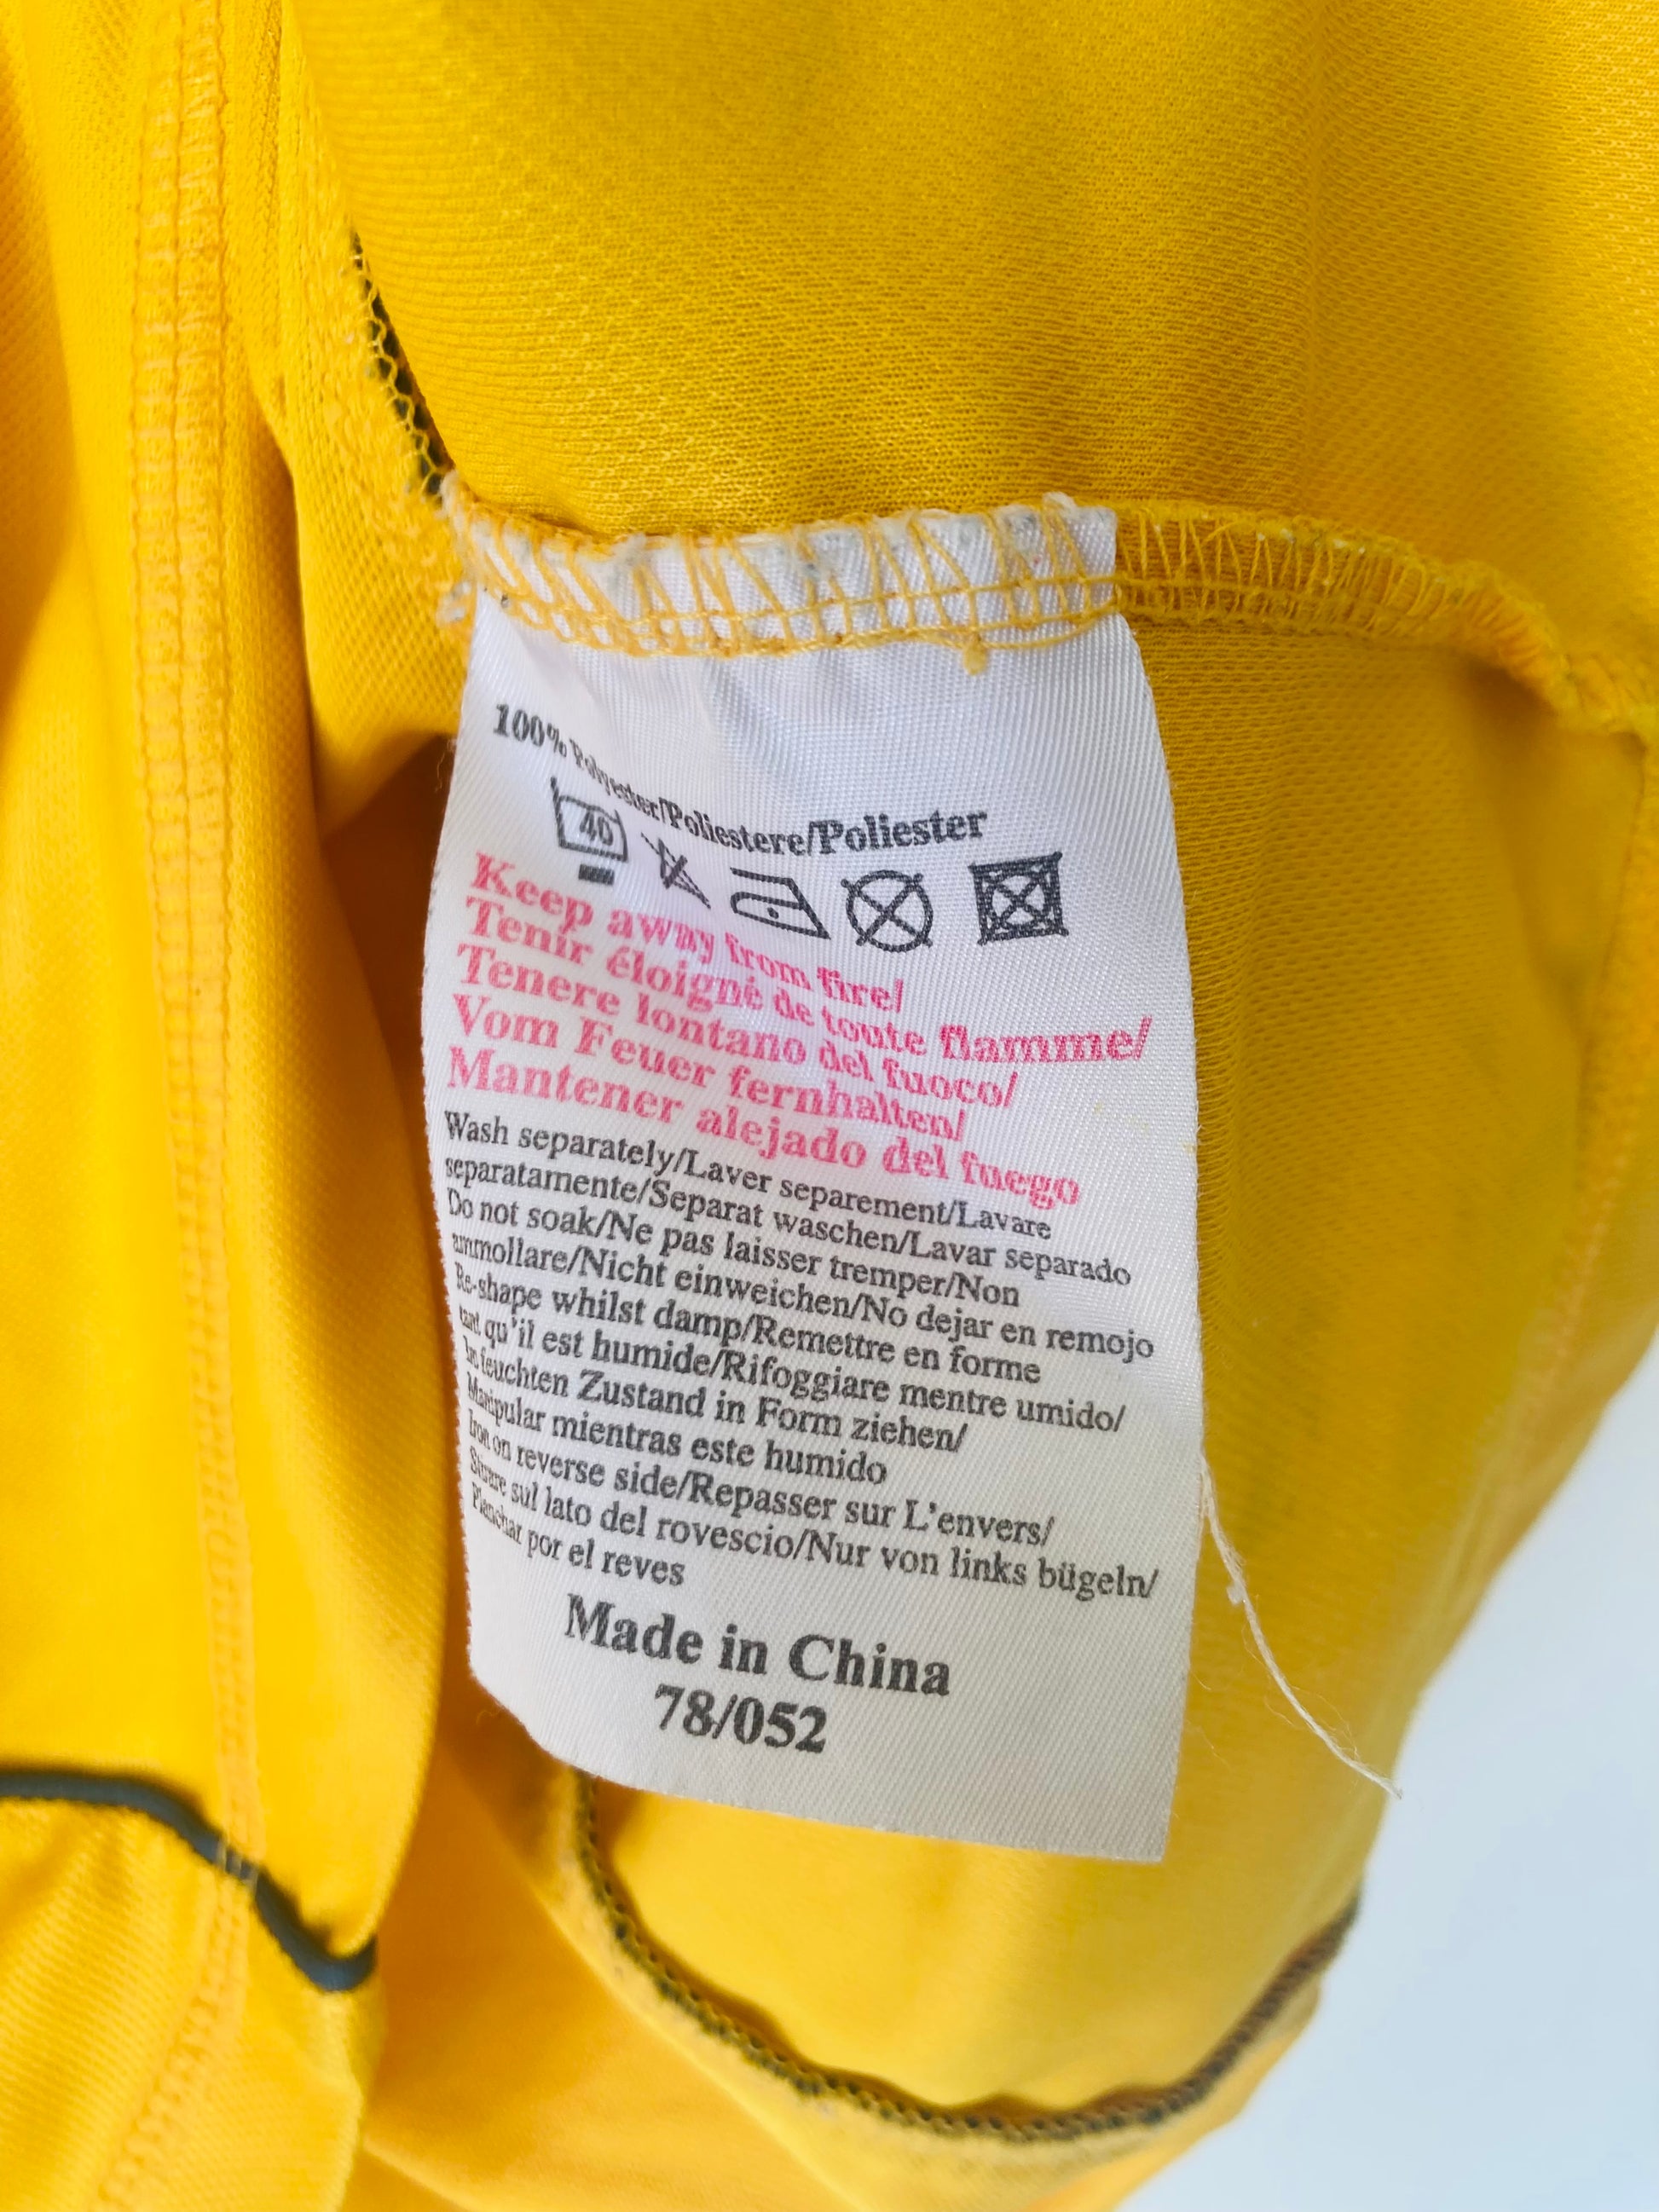 100% Polyester/Poliestere/Poliester
40
Keep away from fire/
Tenir éloigné de toute flamme/
Tenere lontano del fuoco/
Vom Feuer fernhalten/
Mantener alejado del fuego
Wash separately/Laver separement/Lavare
separatamente/Separat waschen/Lavar separado
Do not soak/Ne pas laisser tremper/Non
ammollare/Nicht einweichen/No dejar en remojo
Re-shape whilst damp/Remettre en forme
tant qu'il est humide/Rifoggiare mentre umido/
Im feuchten Zustand in Form ziehen/
Manipular mientras este humido
Iron on reverse side/Repasser sur L'envers/
Stirare sul lato del rovescio/Nur von links bügeln/
Planchar por el reves
Made in China
78/052